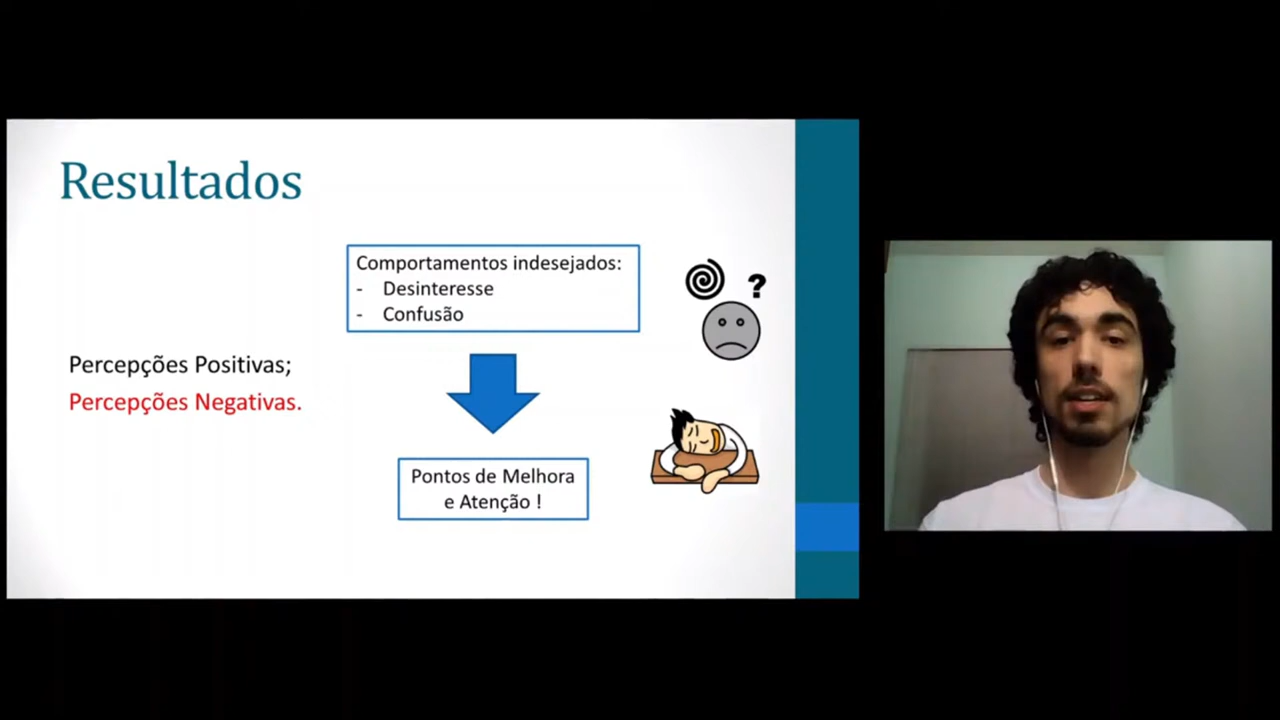 Resultados
Comportamentos indesejados:
- Desinteresse
- Confusão
?
Percepções Positivas;
Percepções Negativas.
Pontos de Melhora
e Atenção !